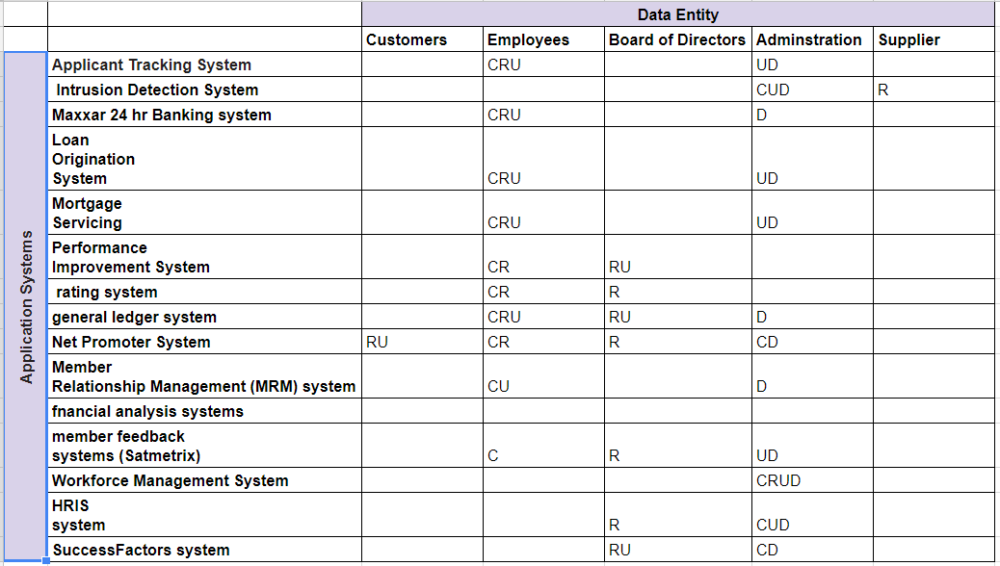 Data Entity
Customers Employees Board of Directors Adminstration Supplier
Application Systems
Applicant Tracking System CRU UD
Intrusion Detection System CUD R
Maxxar 24 hr Banking system CRU D
Loan
Origination
System CRU UD
Mortgage
Servicing CRU UD
Performance
Improvement System CR RU
rating system CR R
general ledger system CRU RU D
Net Promoter System RU CR R CD
Member
Relationship Management (MRM) system CU D
fnancial analysis systems
member feedback
systems (Satmetrix) C R UD
Workforce Management System CRUD
HRIS
system R CUD
SuccessFactors system RU CD